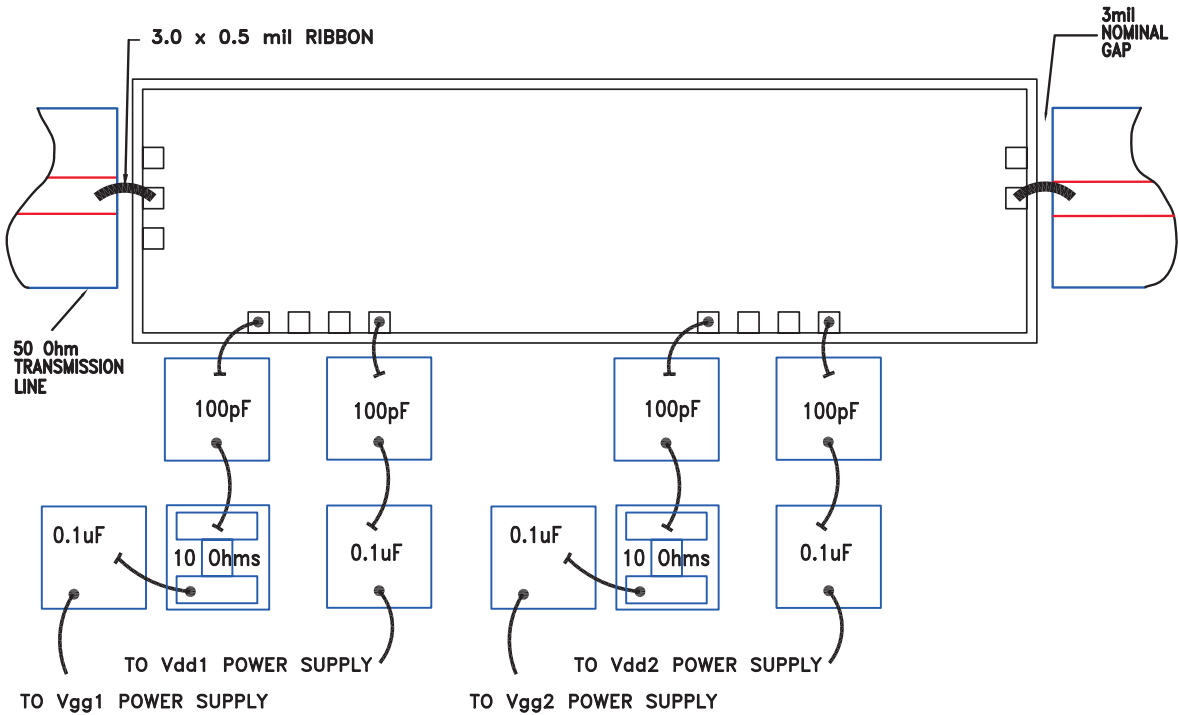 3.0 x 0.5 mil RIBBON
3mil
NOMINAL
GAP
50 Ohm
TRANSMISSION
LINE
100pF
100pF
100pF
100pF
0.1uF
10 Ohms
0.1uF
0.1uF
10 Ohms
0.1uF
TO Vdd1 POWER SUPPLY
TO Vdd2 POWER SUPPLY
TO Vgg1 POWER SUPPLY
TO Vgg2 POWER SUPPLY